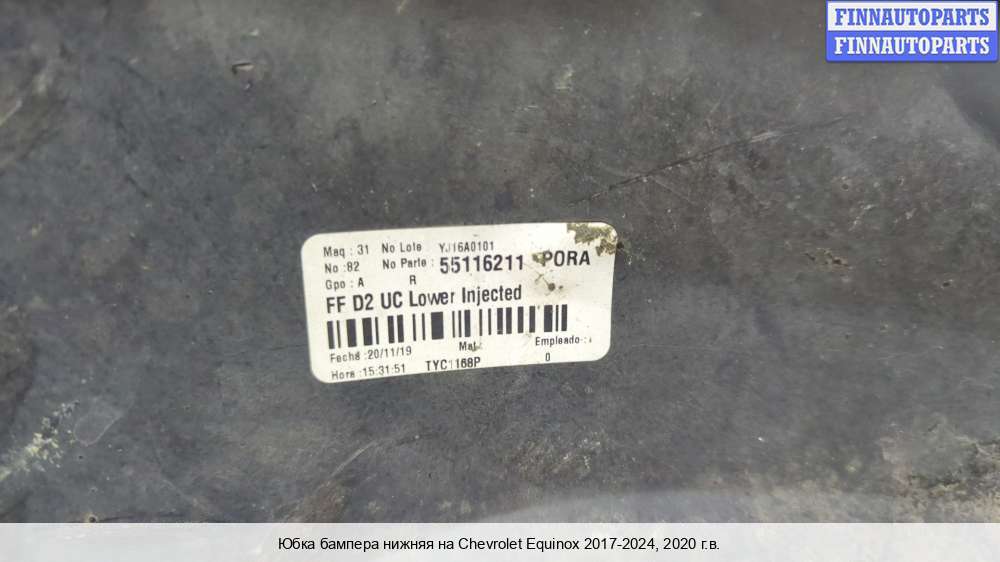 FINNAUTOPARTS
FINNAUTOPARTS
Maq : 31 No Lote YJ16A0101
No :82 No Parte : 55116211 PORA
Gpo : A R
FF D2 UC Lower Injected
Fecha :20/11/19 Mat.: Empleado :
Hora :15:31:51 TYC1168P 0
Юбка бампера нижняя на Chevrolet Equinox 2017-2024, 2020 г.в.